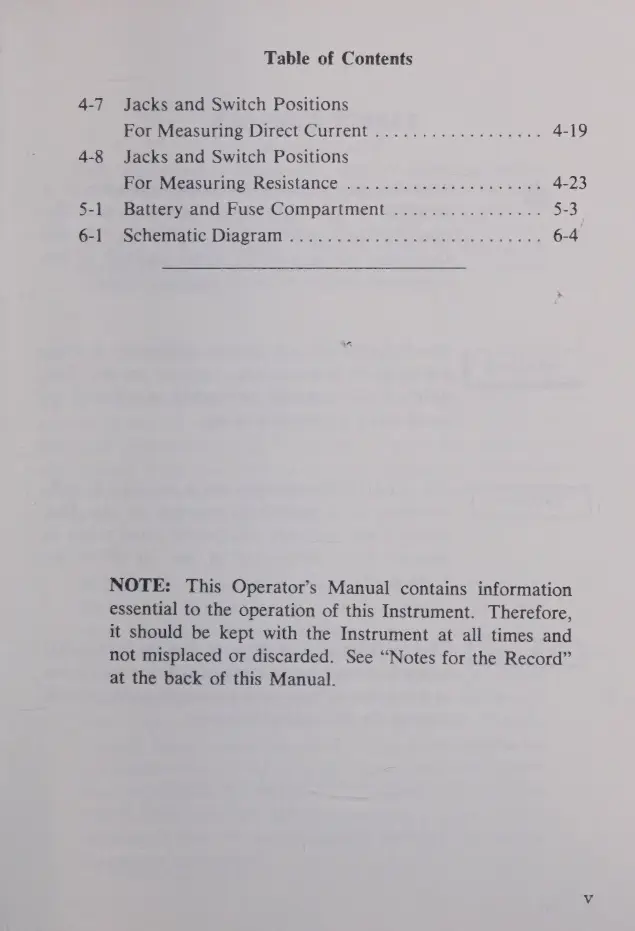 Table of Contents
4-7 Jacks and Switch Positions
For Measuring Direct Current .................. 4-19
4-8 Jacks and Switch Positions
For Measuring Resistance ..................... 4-23
5-1 Battery and Fuse Compartment ................ 5-3
6-1 Schematic Diagram ........................... 6-4
NOTE: This Operator's Manual contains information
essential to the operation of this Instrument. Therefore,
it should be kept with the Instrument at all times and
not misplaced or discarded. See “Notes for the Record”
at the back of this Manual.
v